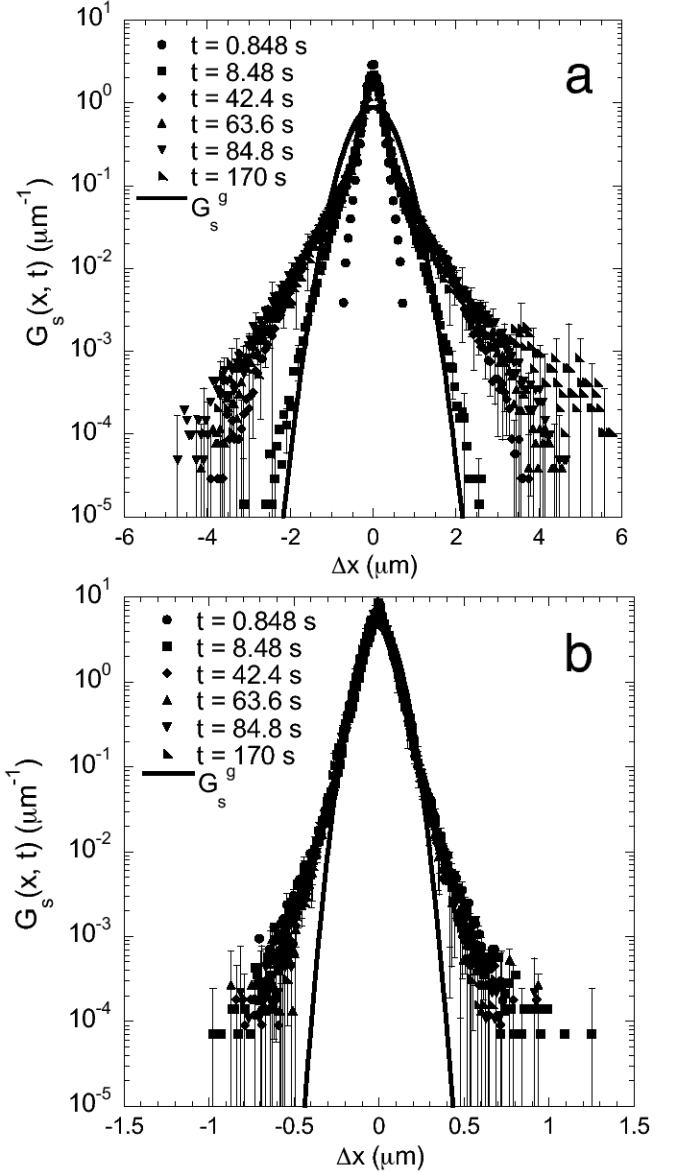 a
t = 0.848 s
t = 8.48 s
t = 42.4 s
t = 63.6 s
t = 84.8 s
t = 170 s
G_s^g
G_s(x, t) (μm^-1)
10^1
10^0
10^-1
10^-2
10^-3
10^-4
10^-5
-6 -4 -2 0 2 4 6
Δx (μm)
b
t = 0.848 s
t = 8.48 s
t = 42.4 s
t = 63.6 s
t = 84.8 s
t = 170 s
G_s^g
G_s(x, t) (μm^-1)
10^1
10^0
10^-1
10^-2
10^-3
10^-4
10^-5
-1.5 -1 -0.5 0 0.5 1 1.5
Δx (μm)